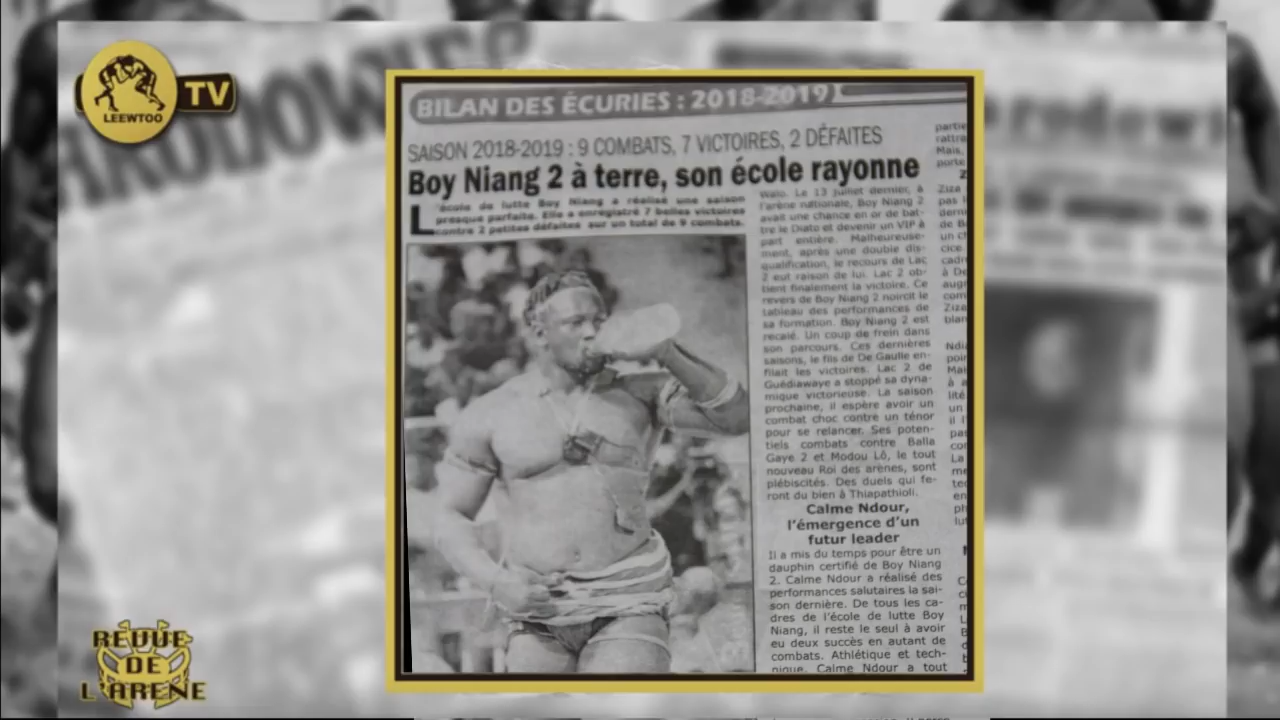 LEEWTOO
TV
BILAN DES ÉCURIES : 2018-2019
SAISON 2018-2019 : 9 COMBATS, 7 VICTOIRES, 2 DÉFAITES
Boy Niang 2 à terre, son école rayonne
L'école de lutte Boy Niang a réalisé une saison
presque parfaite. Elle a enregistré 7 belles victoires
contre 2 petites défaites sur un total de 9 combats.
Walo. Le 13 juillet dernier, à
l'arène nationale, Boy Niang 2
avait une chance en or de bat-
tre le Diato et devenir un VIP à
part entière. Malheureuse-
ment, après une double dis-
qualification, le recours de Lac
2 eut raison de lui. Lac 2 ob-
tient finalement la victoire. Ce
revers de Boy Niang 2 noircit le
tableau des performances de
sa formation. Boy Niang 2 est
recalé. Un coup de frein dans
son parcours. Ces dernières
saisons, le fils de De Gaulle en-
filait les victoires. Lac 2 de
Guédiawaye a stoppé sa dyna-
mique victorieuse. La saison
prochaine, il espère avoir un
combat choc contre un ténor
pour se relancer. Ses poten-
tiels combats contre Balla
Gaye 2 et Modou Lô, le tout
nouveau Roi des arènes, sont
plébiscités. Des duels qui fe-
ront du bien à Thiapathioli.
Calme Ndour,
l'émergence d'un
futur leader
Il a mis du temps pour être un
dauphin certifié de Boy Niang
2. Calme Ndour a réalisé des
performances salutaires la sai-
son dernière. De tous les ca-
dres de l'école de lutte Boy
Niang, il reste le seul à avoir
eu deux succès en autant de
combats. Athlétique et tech-
nique, Calme Ndour a tout
REVUE
DE
L'ARENE